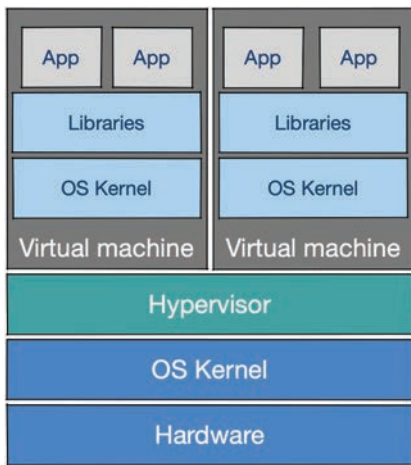 App App App App
Libraries Libraries
OS Kernel OS Kernel
Virtual machine Virtual machine
Hypervisor
OS Kernel
Hardware